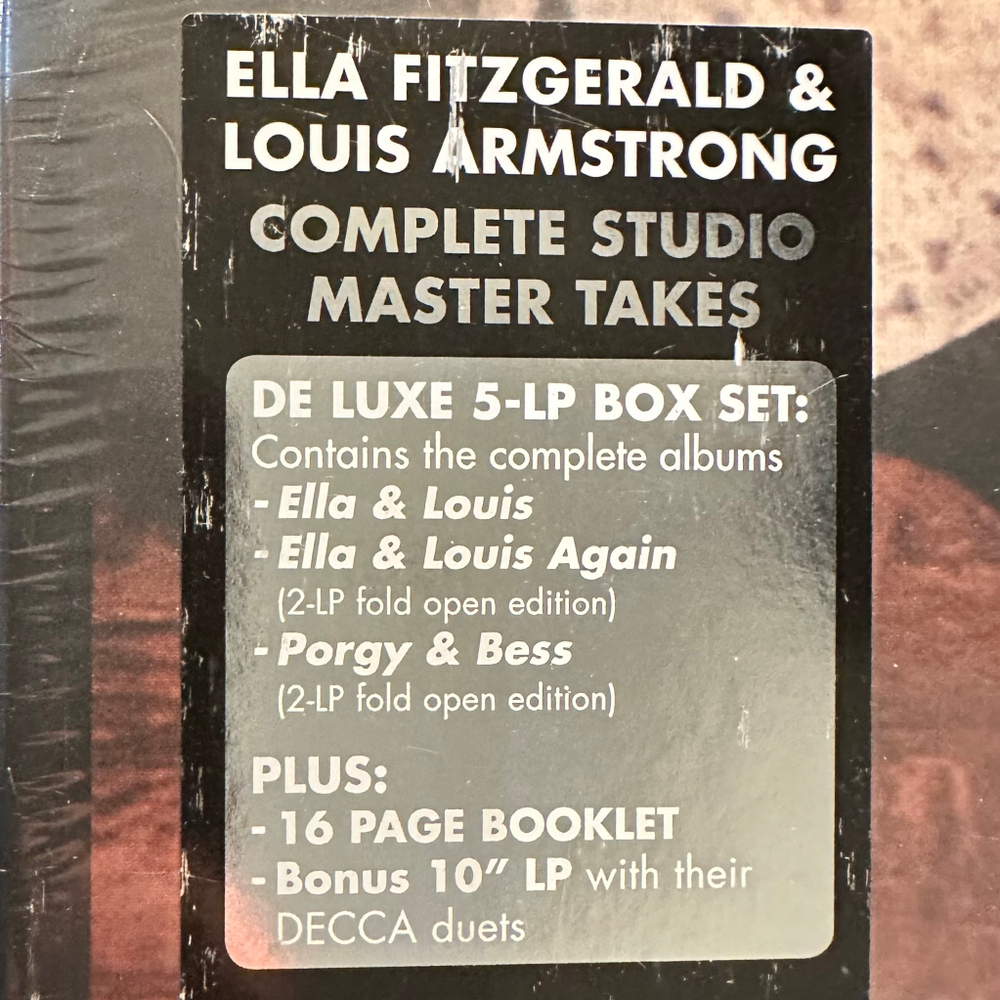 ELLA FITZGERALD &
LOUIS ARMSTRONG
COMPLETE STUDIO
MASTER TAKES
DE LUXE 5-LP BOX SET:
Contains the complete albums
- Ella & Louis
- Ella & Louis Again
(2-LP fold open edition)
- Porgy & Bess
(2-LP fold open edition)
PLUS:
- 16 PAGE BOOKLET
- Bonus 10” LP with their
DECCA duets